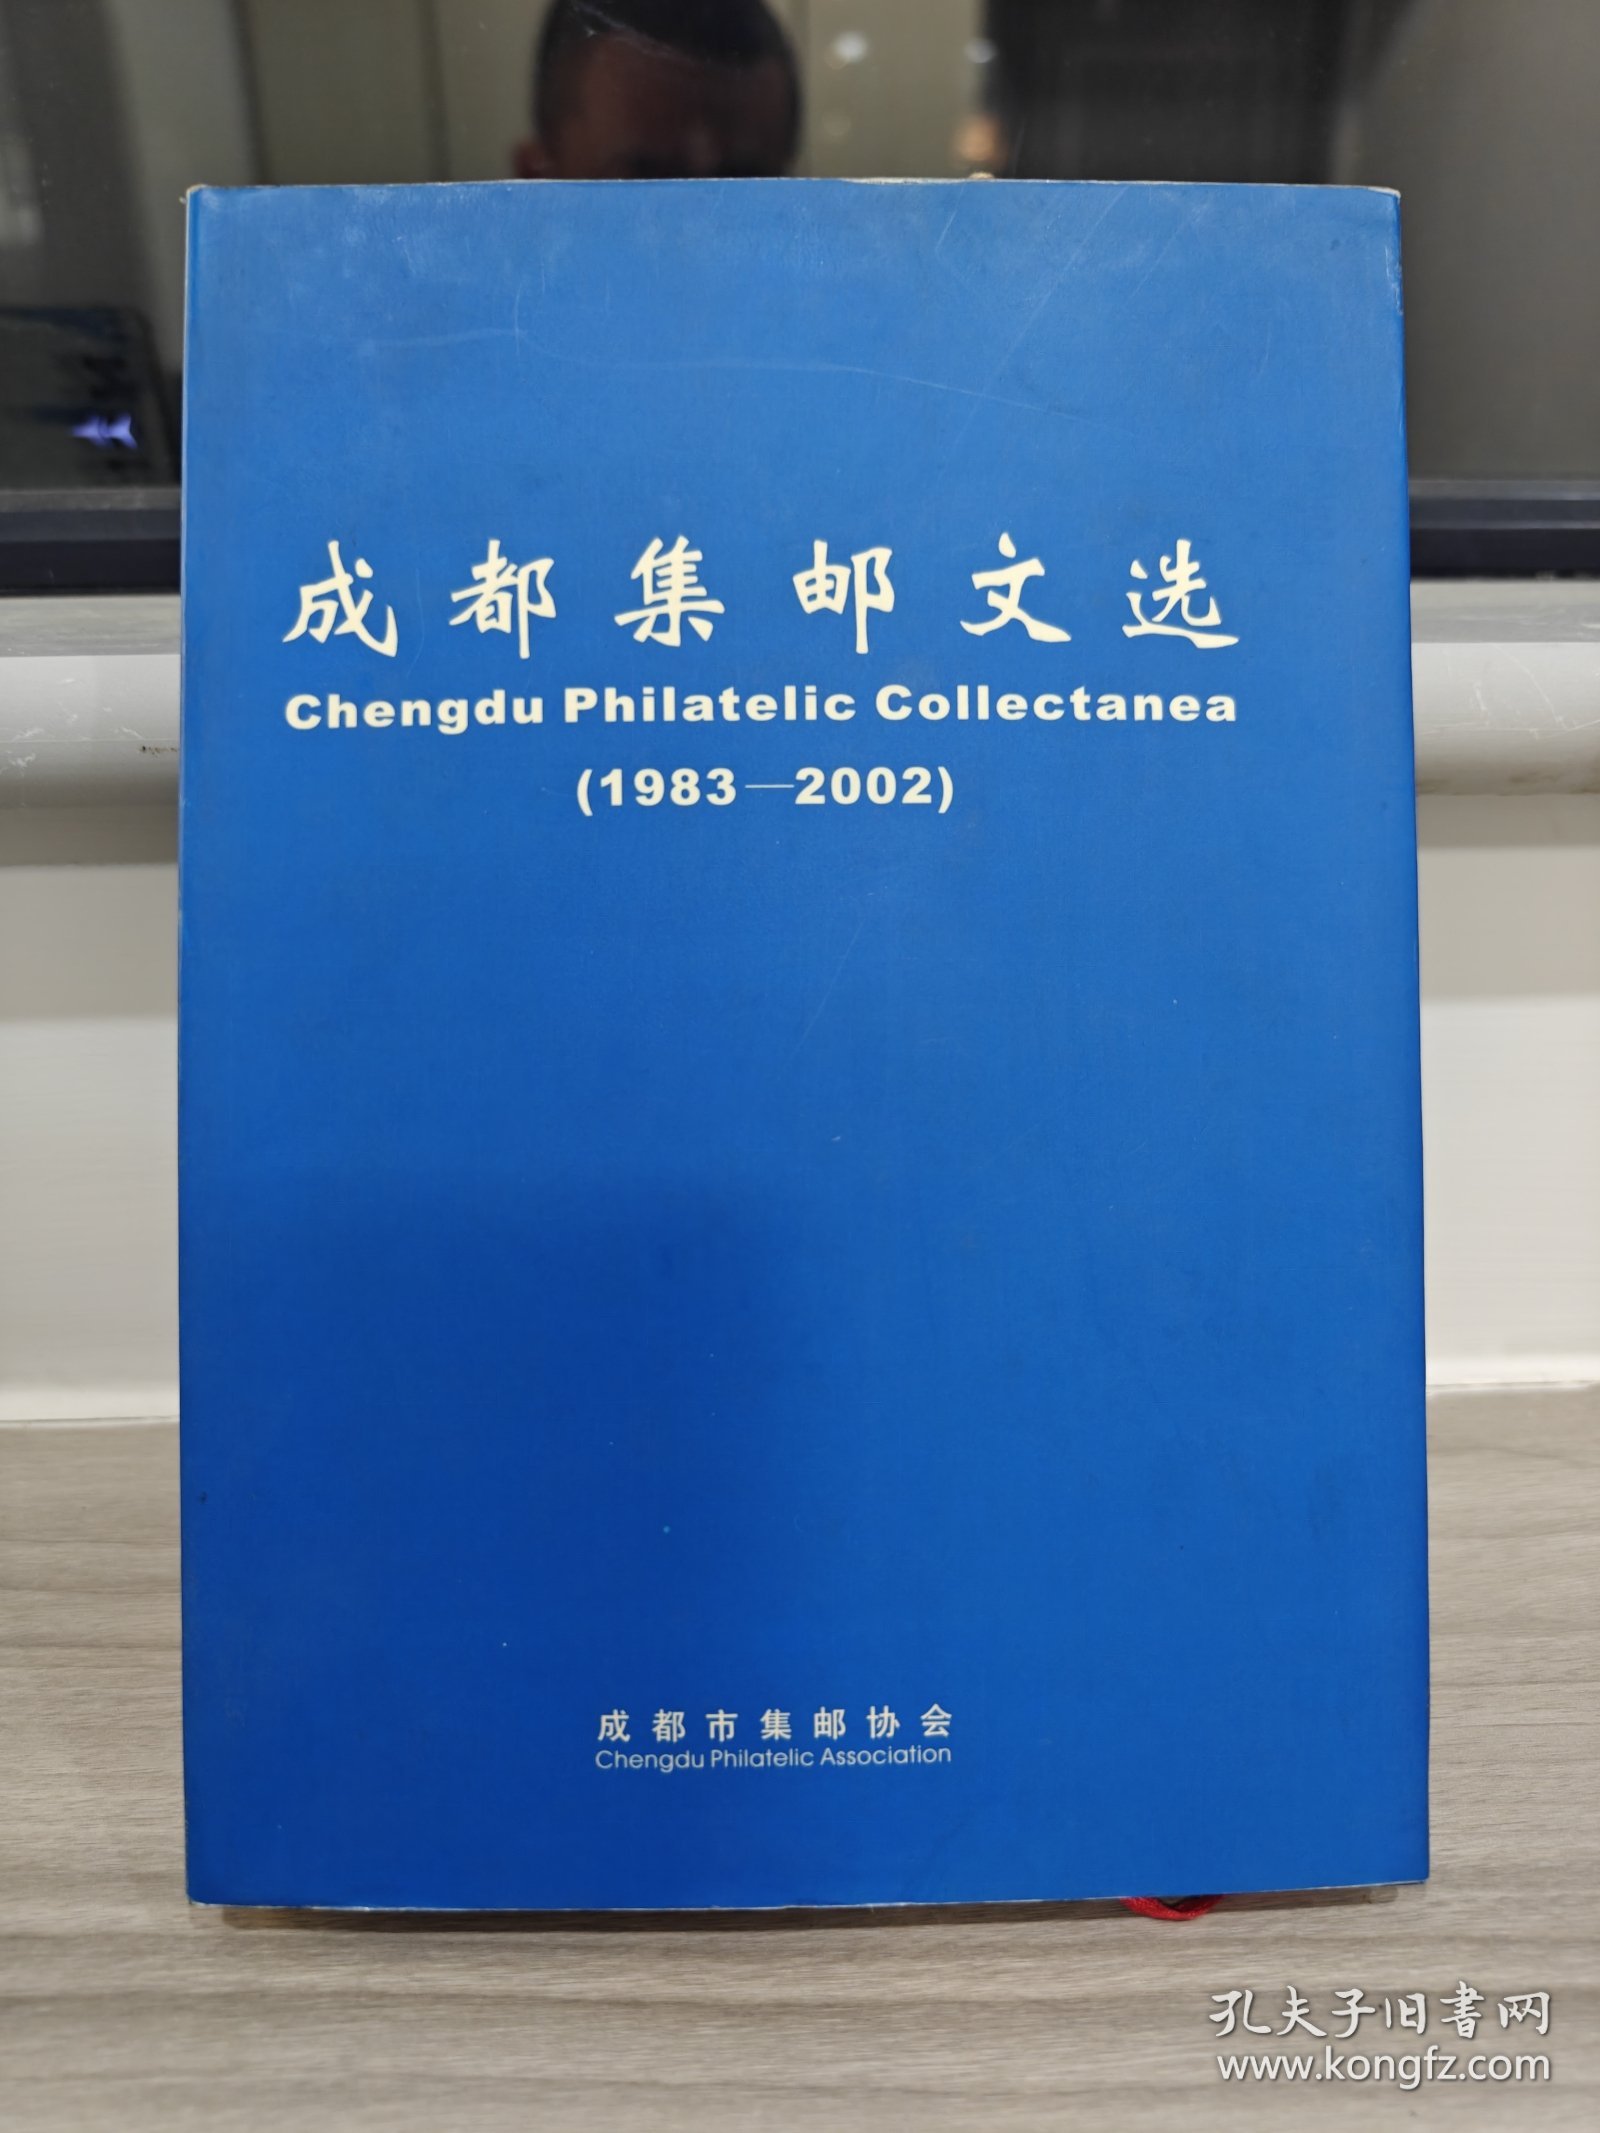 成都集邮文选
Chengdu Philatelic Collectanea
(1983—2002)
成都市集邮协会
Chengdu Philatelic Association
孔夫子旧书网
www.kongfz.com